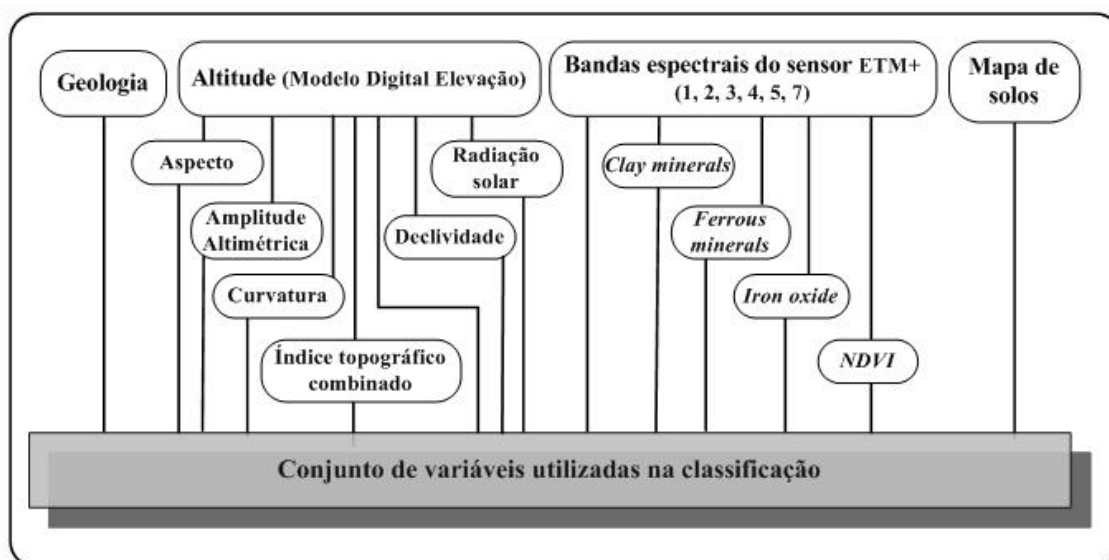 Geologia
Altitude (Modelo Digital Elevação)
Bandas espectrais do sensor ETM+
(1, 2, 3, 4, 5, 7)
Mapa de
solos
Aspecto
Radiação
solar
Clay minerals
Amplitude
Altimétrica
Declividade
Ferrous
minerals
Curvatura
Iron oxide
Índice topográfico
combinado
NDVI
Conjunto de variáveis utilizadas na classificação